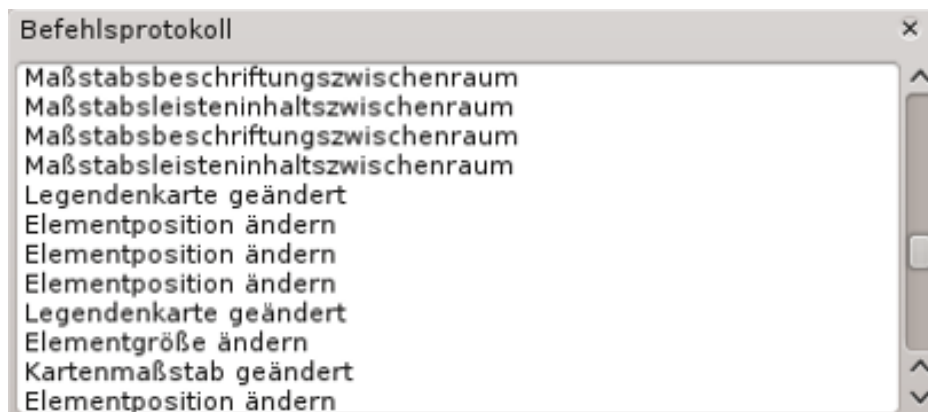 Befehlsprotokoll
Maßstabsbeschriftungszwischenraum
Maßstabsleisteninhaltszwischenraum
Maßstabsbeschriftungszwischenraum
Maßstabsleisteninhaltszwischenraum
Legendenkarte geändert
Elementposition ändern
Elementposition ändern
Elementposition ändern
Legendenkarte geändert
Elementgröße ändern
Kartenmaßstab geändert
Elementposition ändern